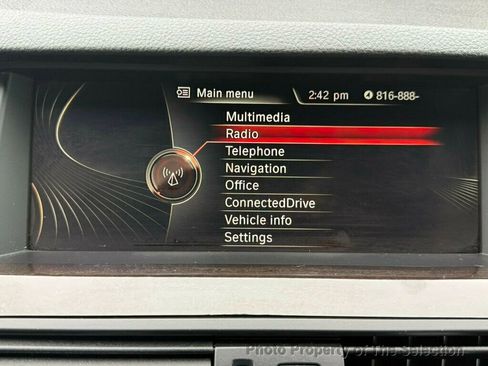 Main menu 2:42 pm 816-888-
Multimedia
Radio
Telephone
Navigation
Office
ConnectedDrive
Vehicle info
Settings
Photo Property of The Selection